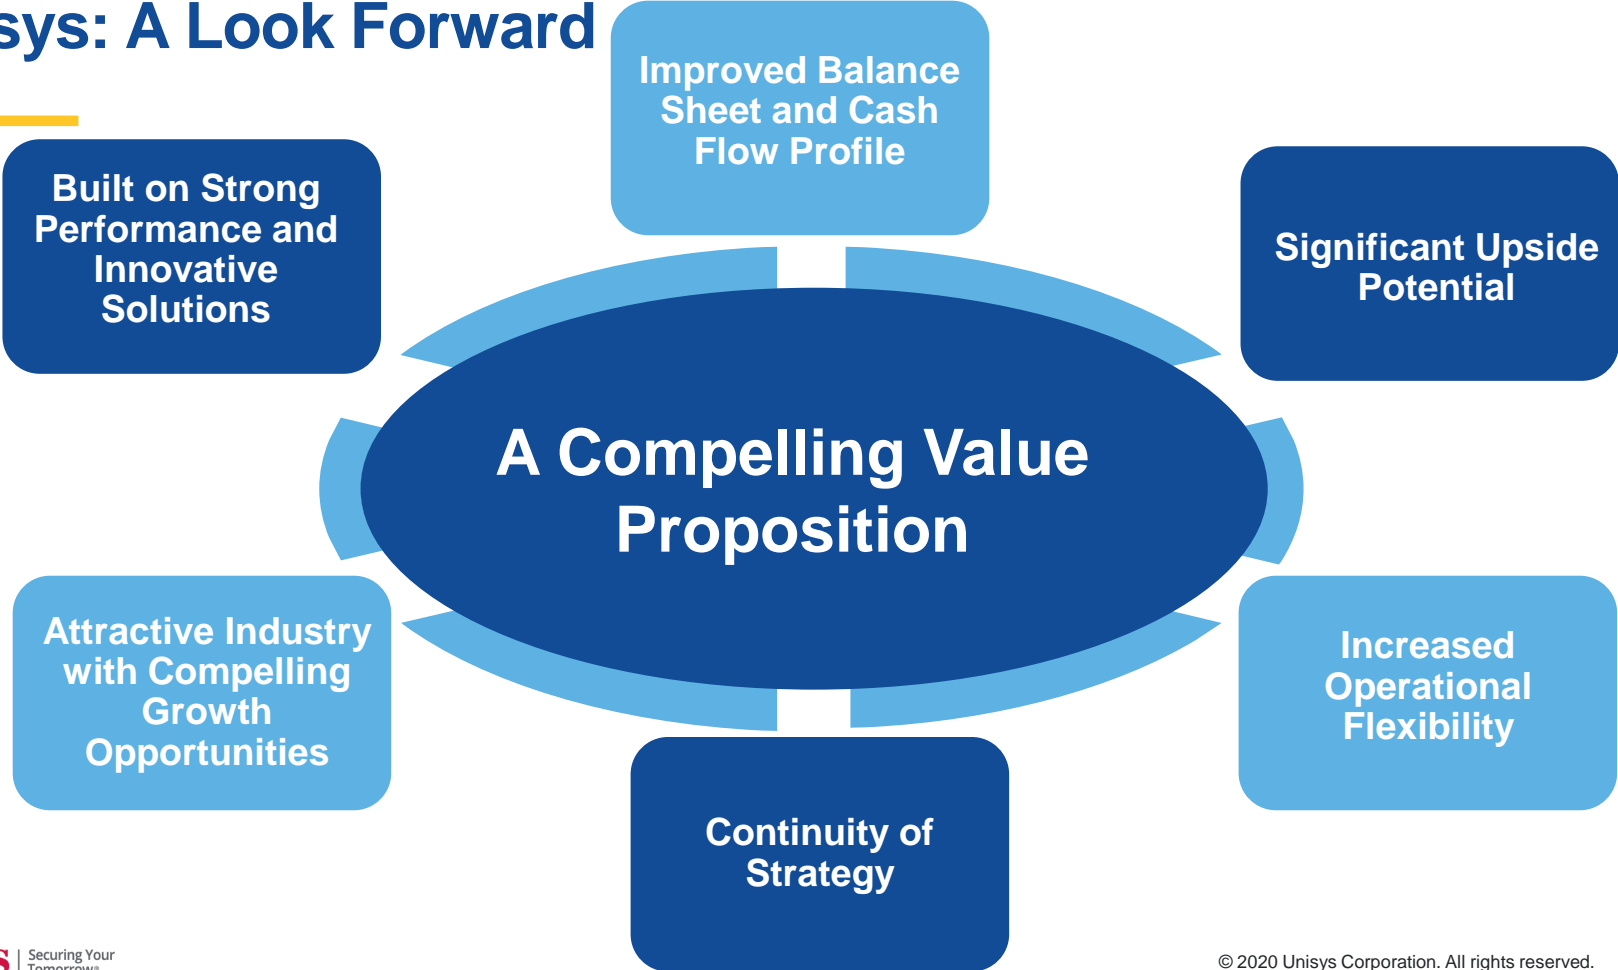 sys: A Look Forward
Improved Balance
Sheet and Cash
Flow Profile
Built on Strong
Performance and
Innovative
Solutions
Significant Upside
Potential
A Compelling Value
Proposition
Attractive Industry
with Compelling
Growth
Opportunities
Increased
Operational
Flexibility
Continuity of
Strategy
S | Securing Your
Tomorrow®
© 2020 Unisys Corporation. All rights reserved.